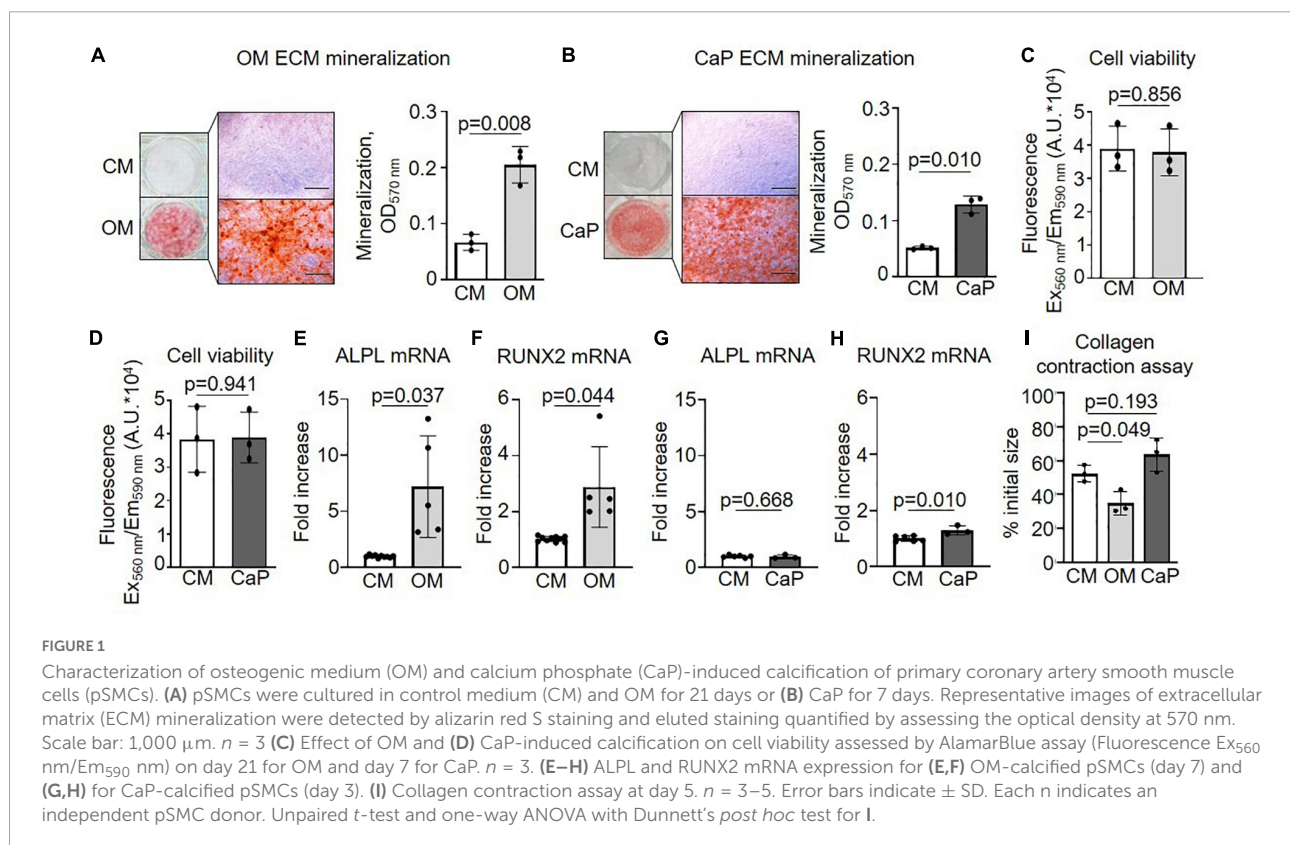 A OM ECM mineralization
B CaP ECM mineralization
C Cell viability
CM
OM
Mineralization,
OD570 nm
0.3
0.2
0.1
0
p=0.008
CM OM
CM
CaP
Mineralization
OD570 nm
0.3
0.2
0.1
0
p=0.010
CM CaP
Fluorescence
Ex560 nm/Em590 nm (A.U.*10⁴)
5
4
3
2
1
0
p=0.856
CM OM
D Cell viability
Fluorescence
Ex560 nm/Em590 nm (A.U.*10⁴)
5
4
3
2
1
0
p=0.941
CM CaP
E ALPL mRNA
Fold increase
15
10
5
0
p=0.037
CM OM
F RUNX2 mRNA
Fold increase
6
4
2
0
p=0.044
CM OM
G ALPL mRNA
Fold increase
15
10
5
0
p=0.668
CM CaP
H RUNX2 mRNA
Fold increase
6
4
2
0
p=0.010
CM CaP
I Collagen
contraction assay
% initial size
100
80
60
40
20
0
p=0.193
p=0.049
CM OM CaP
FIGURE 1
Characterization of osteogenic medium (OM) and calcium phosphate (CaP)-induced calcification of primary coronary artery smooth muscle
cells (pSMCs). (A) pSMCs were cultured in control medium (CM) and OM for 21 days or (B) CaP for 7 days. Representative images of extracellular
matrix (ECM) mineralization were detected by alizarin red S staining and eluted staining quantified by assessing the optical density at 570 nm.
Scale bar: 1,000 μm. n = 3 (C) Effect of OM and (D) CaP-induced calcification on cell viability assessed by AlamarBlue assay (Fluorescence Ex560
nm/Em590 nm) on day 21 for OM and day 7 for CaP. n = 3. (E–H) ALPL and RUNX2 mRNA expression for (E,F) OM-calcified pSMCs (day 7) and
(G,H) for CaP-calcified pSMCs (day 3). (I) Collagen contraction assay at day 5. n = 3–5. Error bars indicate ± SD. Each n indicates an
independent pSMC donor. Unpaired t-test and one-way ANOVA with Dunnett's post hoc test for I.